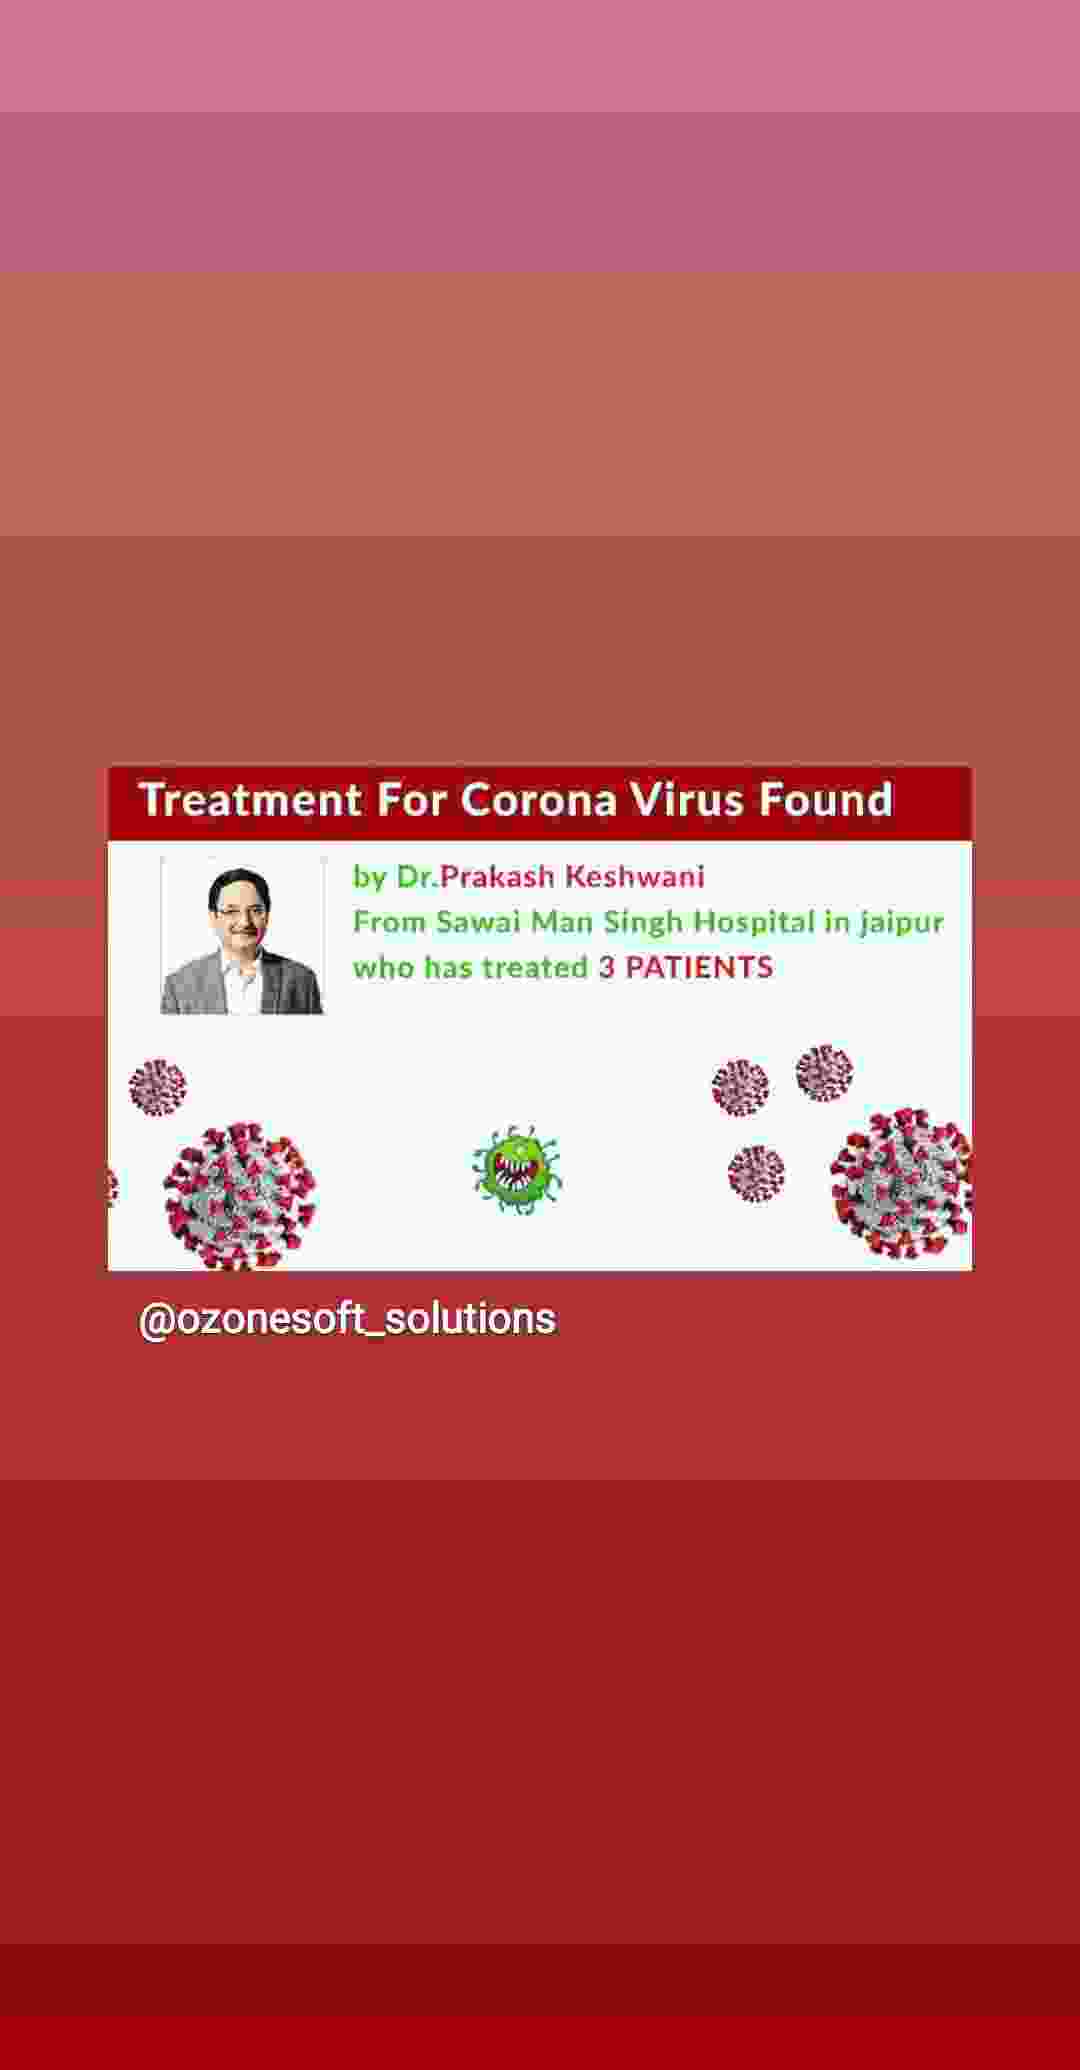 Treatment For Corona Virus Found
by Dr.Prakash Keshwani
From Sawai Man Singh Hospital in jaipur
who has treated 3 PATIENTS
@ozonesoft_solutions